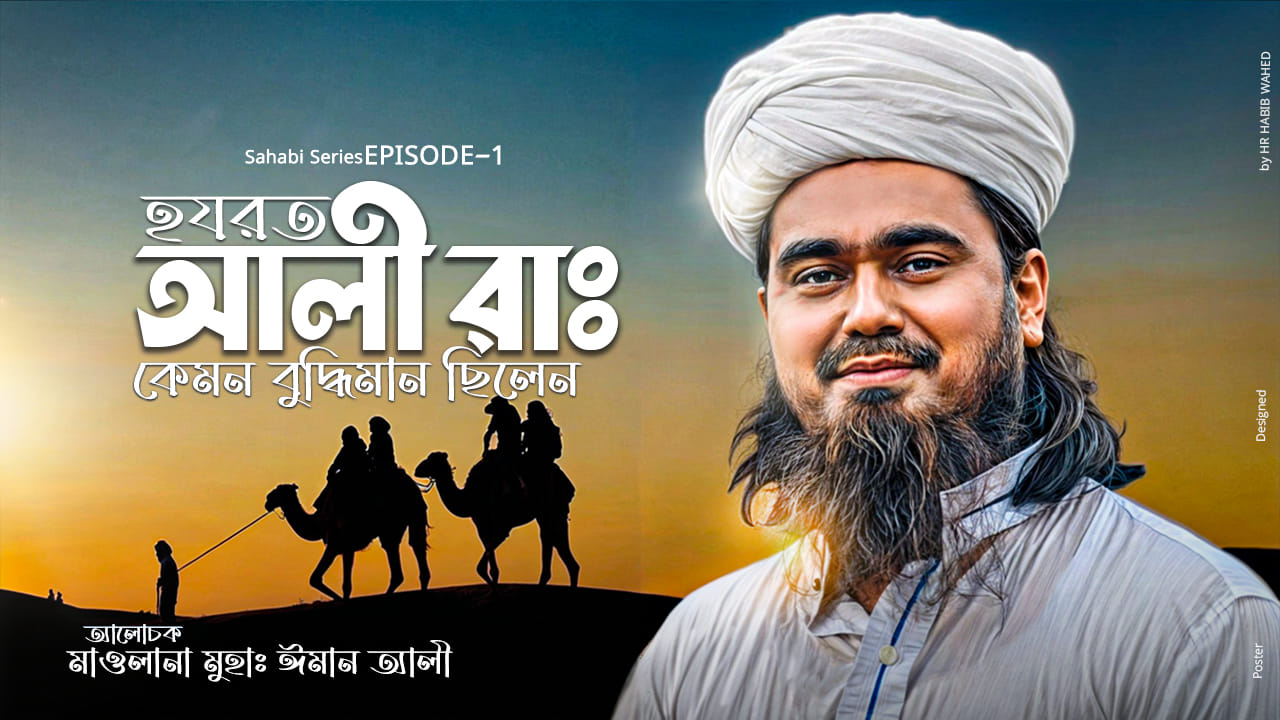 Sahabi Series EPISODE-1
হযরত
আলী রাঃ
কেমন বুদ্ধিমান ছিলেন
আলোচক
মাওলানা মুহাঃ ঈমান আলী
Poster Designed by HR HABIB WAHED